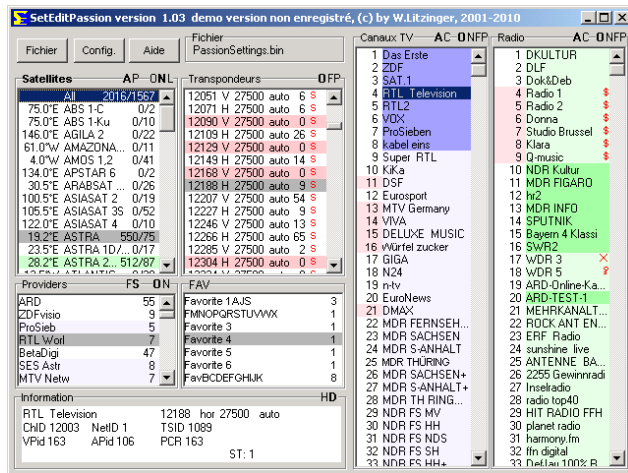 SetEditPassion version 1.03 demo version non enregistré, (c) by W.Litzinger, 2001-2010
Fichier
Config.
Aide
Fichier
PassionSettings.bin
Satellites AP-ONL
All 2016/1567
75.0°E ABS 1-C 0/2
75.0°E ABS 1-Ku 0/10
146.0°E AGILA 2 0/22
61.0°W AMAZONA... 0/11
4.0°W AMOS 1,2 0/41
134.0°E APSTAR 6 0/2
30.5°E ARABSAT ... 0/26
100.5°E ASIASAT 2 0/19
105.5°E ASIASAT 3S 0/52
122.0°E ASIASAT 4 0/10
19.2°E ASTRA 550/75
23.5°E ASTRA 1D/... 0/17
28.2°E ASTRA 2... 512/87
Transpondeurs OFP
12051 V 27500 auto 6 S
12071 H 27500 auto 6 S
12090 V 27500 auto 0 S
12109 H 27500 auto 26 S
12129 V 27500 auto 0 S
12149 H 27500 auto 14 S
12168 V 27500 auto 0 S
12188 H 27500 auto 9 S
12207 V 27500 auto 54 S
12227 H 27500 auto 9 S
12246 V 27500 auto 13 S
12266 H 27500 auto 65 S
12285 V 27500 auto 2 S
12304 H 27500 auto 0 S
Providers FS ON
ARD 55
ZDFvisio 9
ProSieb 5
RTL Worl 7
BetaDigi 47
SES Astr 8
MTV Netw 7
FAV
Favorite 1AJS 3
FMNOPQRSTUVWX 1
Favorite 3 1
Favorite 4 1
Favorite 5 1
Favorite 6 1
FavBCDEFGHIJK 8
Information HD-
RTL Television 12188 hor 27500 auto
ChID 12003 NetID 1 TSID 1089
VPid 163 APid 106 PCR 163
ST: 1
Canaux TV AC-ONFP
1 Das Erste
2 ZDF
3 SAT.1
4 RTL Television
5 RTL2
6 VOX
7 ProSieben
8 kabel eins
9 Super RTL
10 KiKa
11 DSF
12 Eurosport
13 MTV Germany
14 VIVA
15 DELUXE MUSIC
16 Würfel zucker
17 GIGA
18 N24
19 n-tv
20 EuroNews
21 DMAX
22 MDR FERNSEH...
23 MDR SACHSEN
24 MDR S-ANHALT
25 MDR THÜRING
26 MDR SACHSEN+
27 MDR S-ANHALT+
28 MDR TH RING...
29 NDR FS MV
30 NDR FS HH
31 NDR FS NDS
32 NDR FS SH
33 NDR FS HH+
Radio AC-ONFP
1 DKULTUR
2 DLF
3 Dok&Deb
4 Radio 1 $
5 Radio 2 $
6 Donna $
7 Studio Brussel $
8 Klara $
9 Q-music $
10 NDR Kultur
11 MDR FIGARO
12 hr2
13 MDR INFO
14 SPUTNIK
15 Bayern 4 Klassi
16 SWR2
17 WDR 3
18 WDR 5
19 ARD-Online-Ka...
20 ARD-TEST-1
21 MEHRKANALT...
22 ROCK ANT EN...
23 ERF Radio
24 sunshine live
25 ANTENNE BA...
26 2255 Gewinnradi
27 Inselradio
28 radio top40
29 HIT RADIO FFH
30 planet radio
31 harmony.fm
32 ffn digital
33 DefJau 100% R